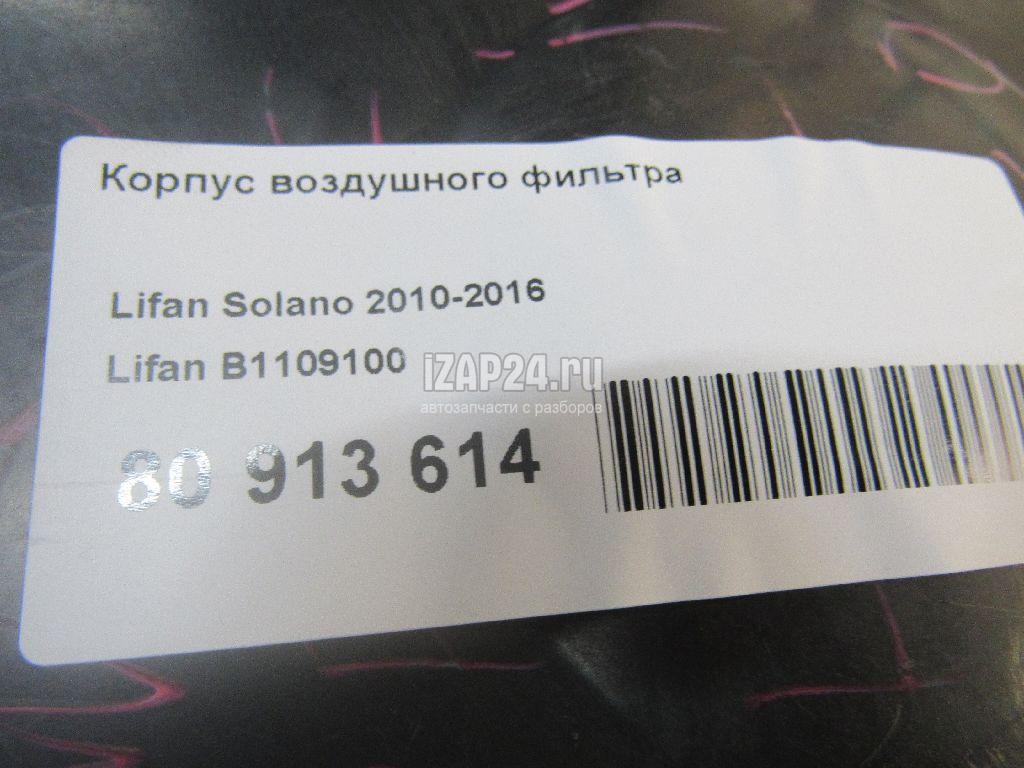 Корпус воздушного фильтра
Lifan Solano 2010-2016
Lifan B1109100
iZAP24.ru
автозапчасти с разборов
80 913 614